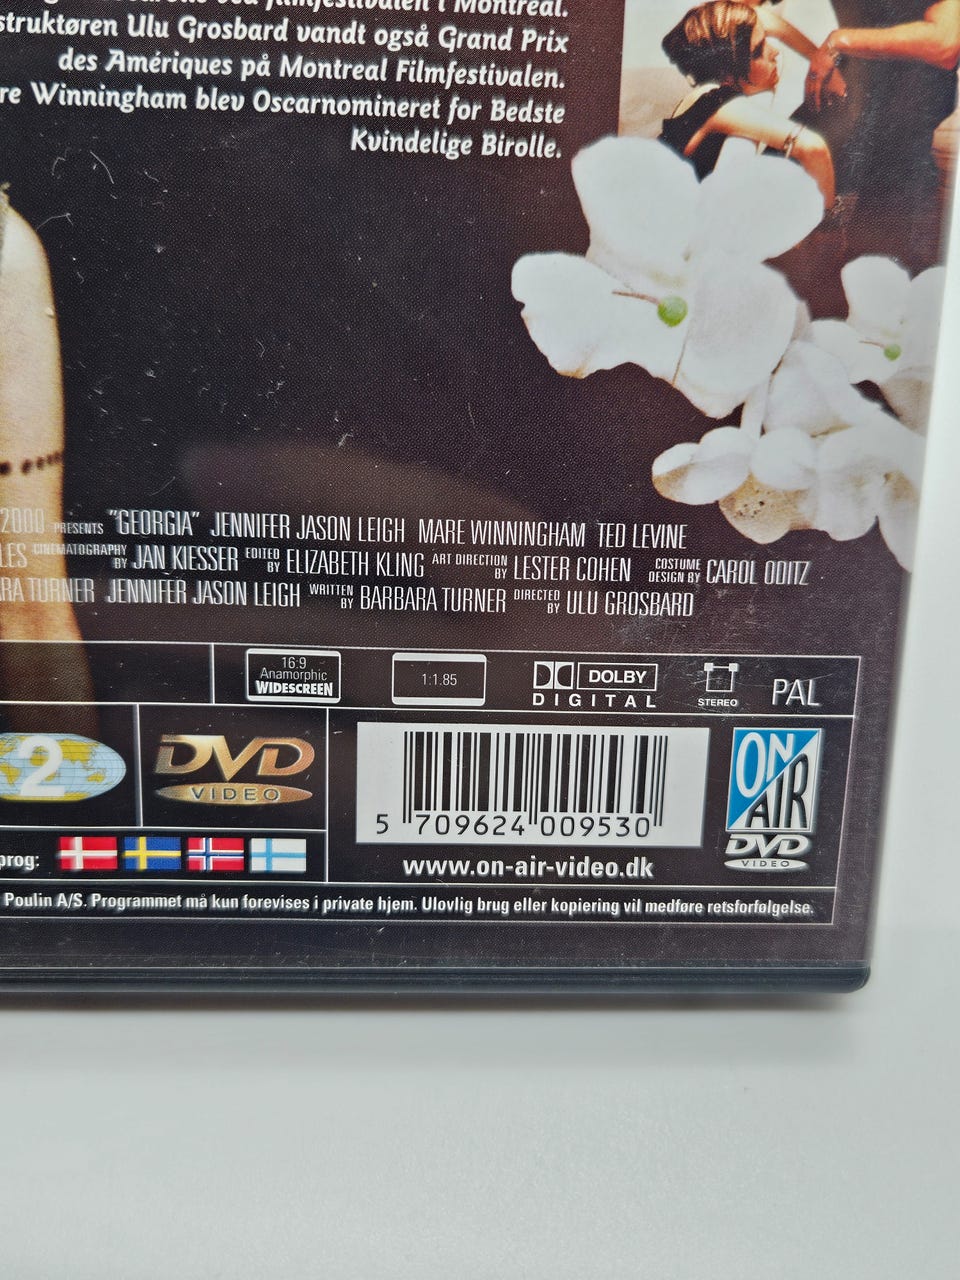 ved filmfestivalen i Montreal.
Ulu Grosbard vandt også Grand Prix
des Amériques på Montreal Filmfestivalen.
Winningham blev Oscarnomineret for Bedste
Kvindelige Birolle.
2000 PRESENTS "GEORGIA" JENNIFER JASON LEIGH MARE WINNINGHAM TED LEVINE
CINEMATOGRAPHY BY JAN KIESSER EDITED BY ELIZABETH KLING ART DIRECTION BY LESTER COHEN COSTUME DESIGN BY CAROL ODITZ
TURNER JENNIFER JASON LEIGH WRITTEN BY BARBARA TURNER DIRECTED BY ULU GROSBARD
16:9
Anamorphic
WIDESCREEN
1:1.85
DOLBY
DIGITAL
STEREO
PAL
2
DVD
VIDEO
5 709624 009530
ON
AIR
DVD
VIDEO
prog:
www.on-air-video.dk
Poulin A/S. Programmet må kun forevises i private hjem. Ulovlig brug eller kopiering vil medføre retsforfølgelse.